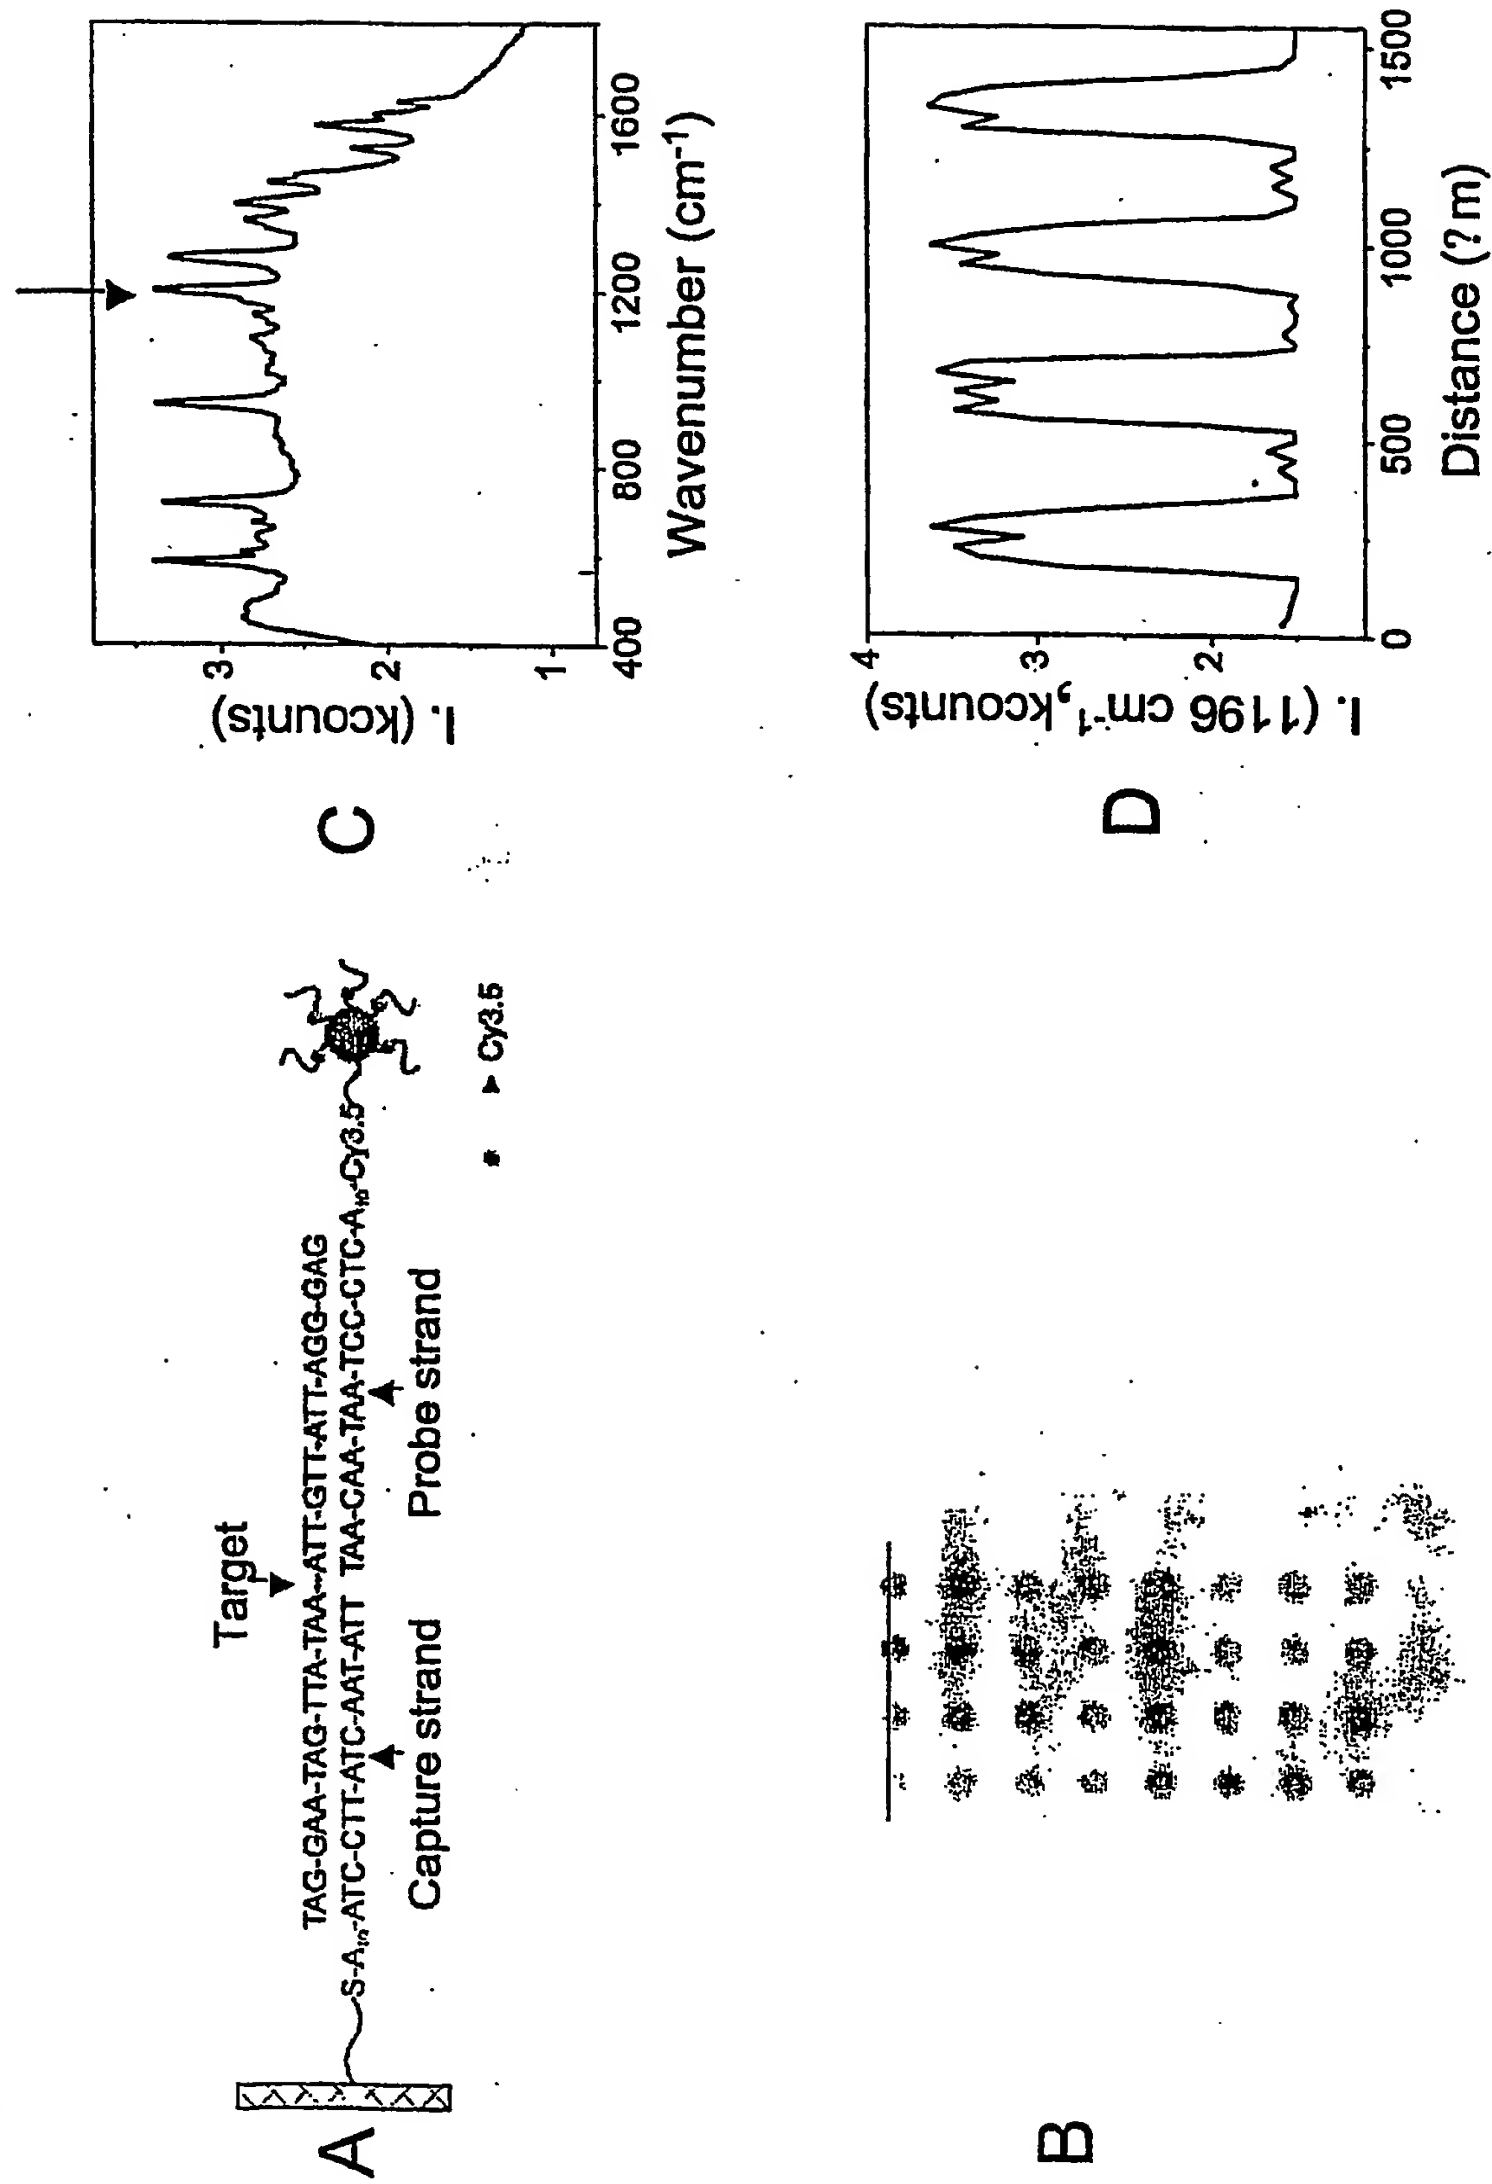 A
Target
TAG-GAA-TAG-TTA-TAA-ATT-GTT-ATT-AGG-GAG
S-A10-ATC-CTT-ATC-AAT-ATT TAA-CAA-TAA-TCC-CTC-A10-Cy3.5
Capture strand
Probe strand
* Cy3.5
B
C
I. (kcounts)
3
2
1
400
800
1200
1600
Wavenumber (cm-1)
D
I. (1196 cm-1, kcounts)
4
3
2
0
500
1000
1500
Distance (?m)